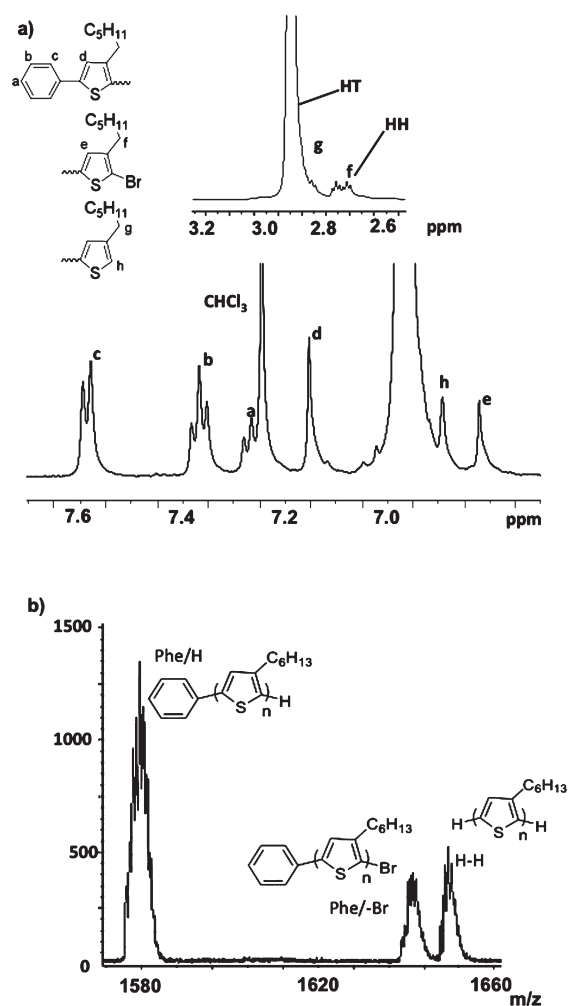 a)
C5H11
b c d
a
S
C5H11
e f
S Br
C5H11
g
S h
HT
HH
g
f
3.2 3.0 2.8 2.6 ppm
CHCl3
c
b
a
d
h
e
7.6 7.4 7.2 7.0
ppm
b)
1500
1000
500
0
Phe/H
C6H13
S
n
H
C6H13
S
n
Br
Phe/-Br
C6H13
H
S
n
H
H-H
1580 1620 1660
m/z